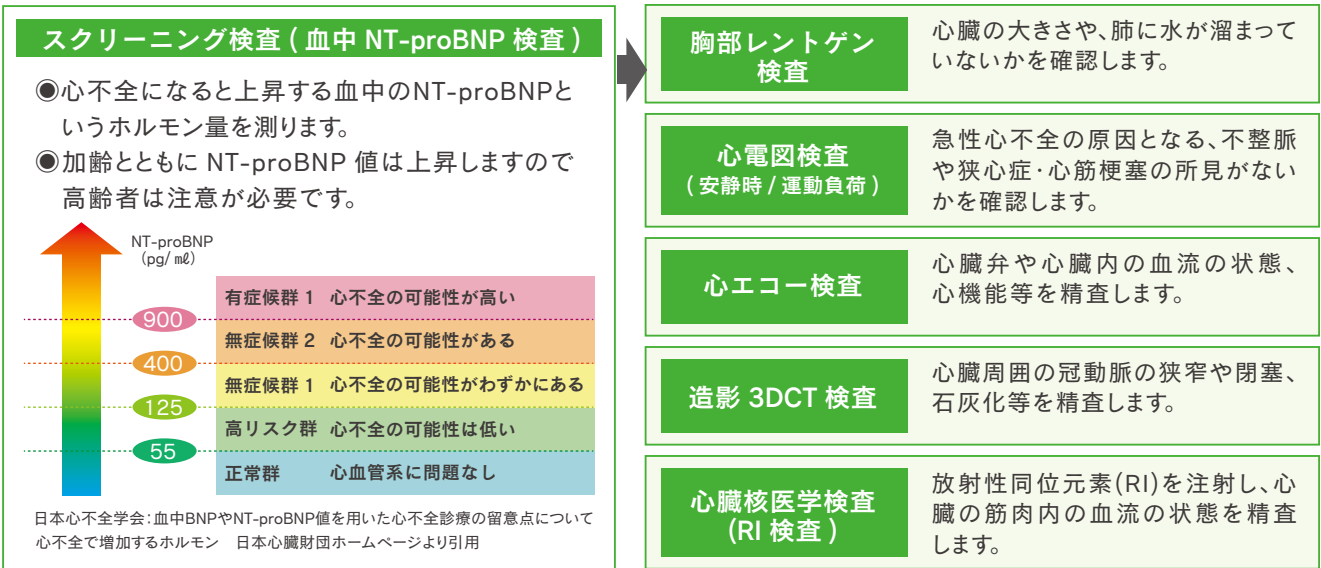 スクリーニング検査 ( 血中 NT-proBNP 検査 )
◉心不全になると上昇する血中のNT-proBNPと
いうホルモン量を測ります。
◉加齢とともに NT-proBNP 値は上昇しますので
高齢者は注意が必要です。
NT-proBNP
(pg/ ㎖)
900
400
125
55
有症候群 1 心不全の可能性が高い
無症候群 2 心不全の可能性がある
無症候群 1 心不全の可能性がわずかにある
高リスク群 心不全の可能性は低い
正常群 心血管系に問題なし
日本心不全学会:血中BNPやNT-proBNP値を用いた心不全診療の留意点について
心不全で増加するホルモン 日本心臓財団ホームページより引用
胸部レントゲン
検査
心臓の大きさや、肺に水が溜まって
いないかを確認します。
心電図検査
( 安静時 / 運動負荷 )
急性心不全の原因となる、不整脈
や狭心症・心筋梗塞の所見がない
かを確認します。
心エコー検査
心臓弁や心臓内の血流の状態、
心機能等を精査します。
造影 3DCT 検査
心臓周囲の冠動脈の狭窄や閉塞、
石灰化等を精査します。
心臓核医学検査
(RI 検査 )
放射性同位元素(RI)を注射し、心
臓の筋肉内の血流の状態を精査
します。